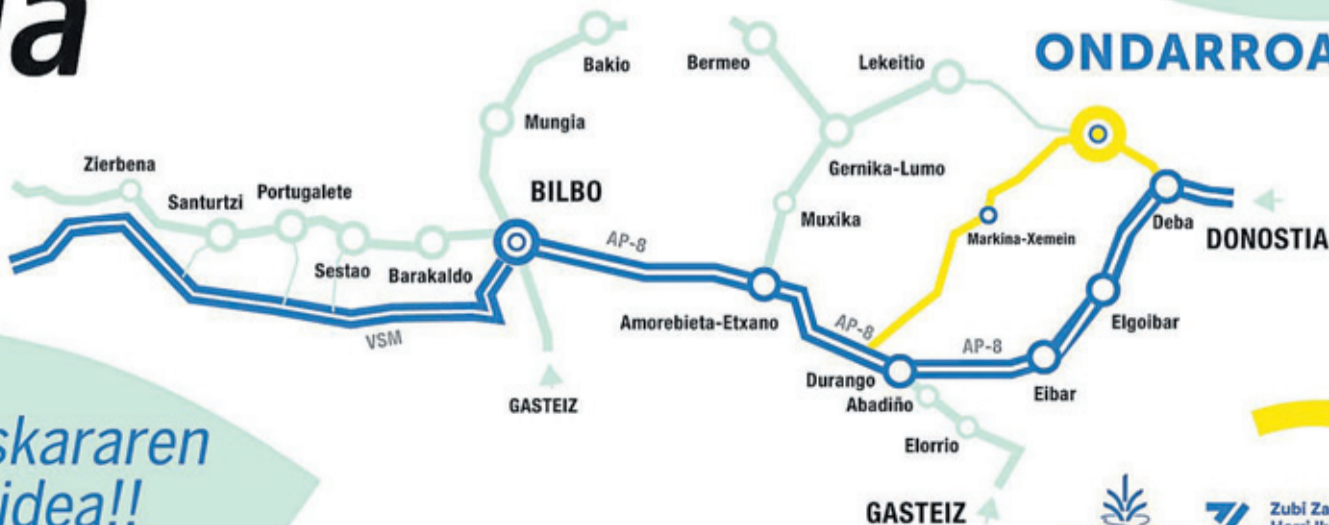 Bakio
Bermeo
Lekeitio
ONDARROA
Mungia
Zierbena
Santurtzi
Portugalete
BILBO
Gernika-Lumo
Muxika
Markina-Xemein
Deba
DONOSTIA
Sestao
Barakaldo
AP-8
VSM
Amorebieta-Etxano
AP-8
AP-8
Elgoibar
Durango
Eibar
Abadiño
GASTEIZ
Elorrio
GASTEIZ
skararen
idea!!
Zubi Za